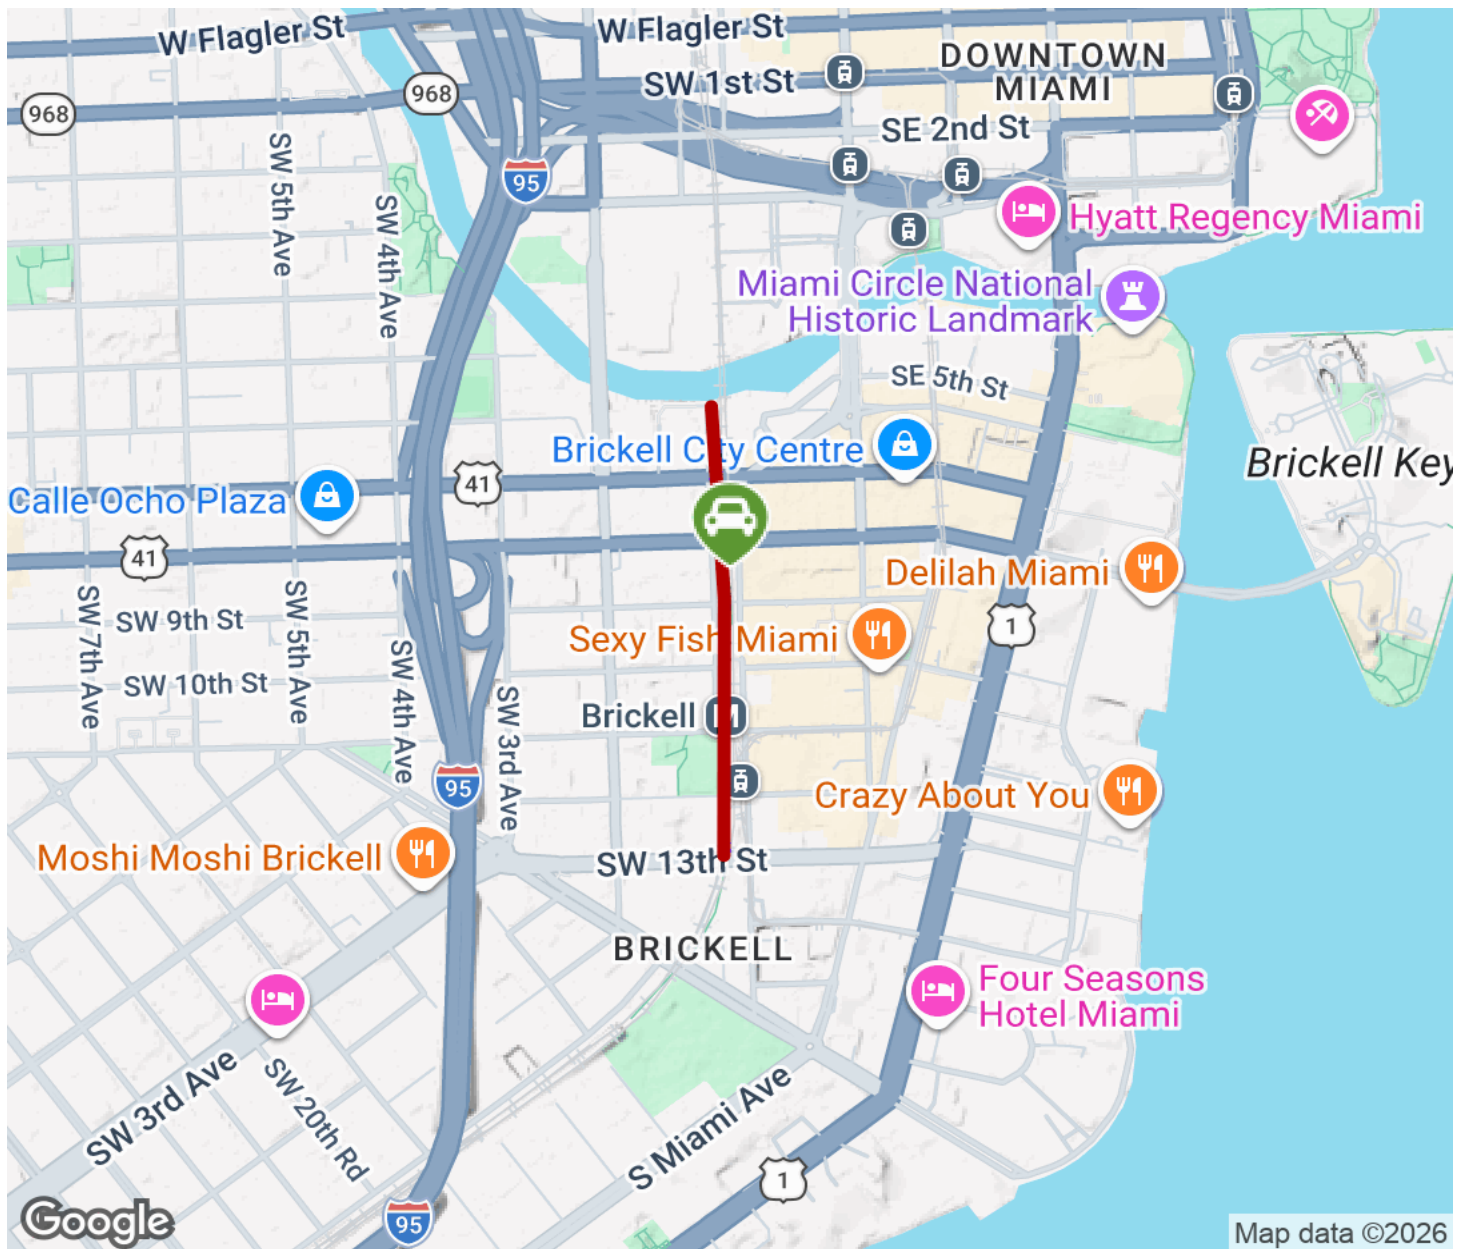 W Flagler St
W Flagler St
DOWNTOWN
MIAMI
SW 1st St
968
968
SE 2nd St
SW 5th Ave
95
SW 4th Ave
Hyatt Regency Miami
Miami Circle National
Historic Landmark
SE 5th St
Brickell City Centre
Brickell Key
41
Calle Ocho Plaza
41
Delilah Miami
SW 7th Ave
SW 5th Ave
SW 9th St
1
Sexy Fish Miami
SW 10th St
SW 4th Ave
SW 3rd Ave
Brickell
95
Crazy About You
Moshi Moshi Brickell
SW 13th St
BRICKELL
Four Seasons
Hotel Miami
SW 3rd Ave
SW 20th Rd
S Miami Ave
1
95
Google
Map data ©2026